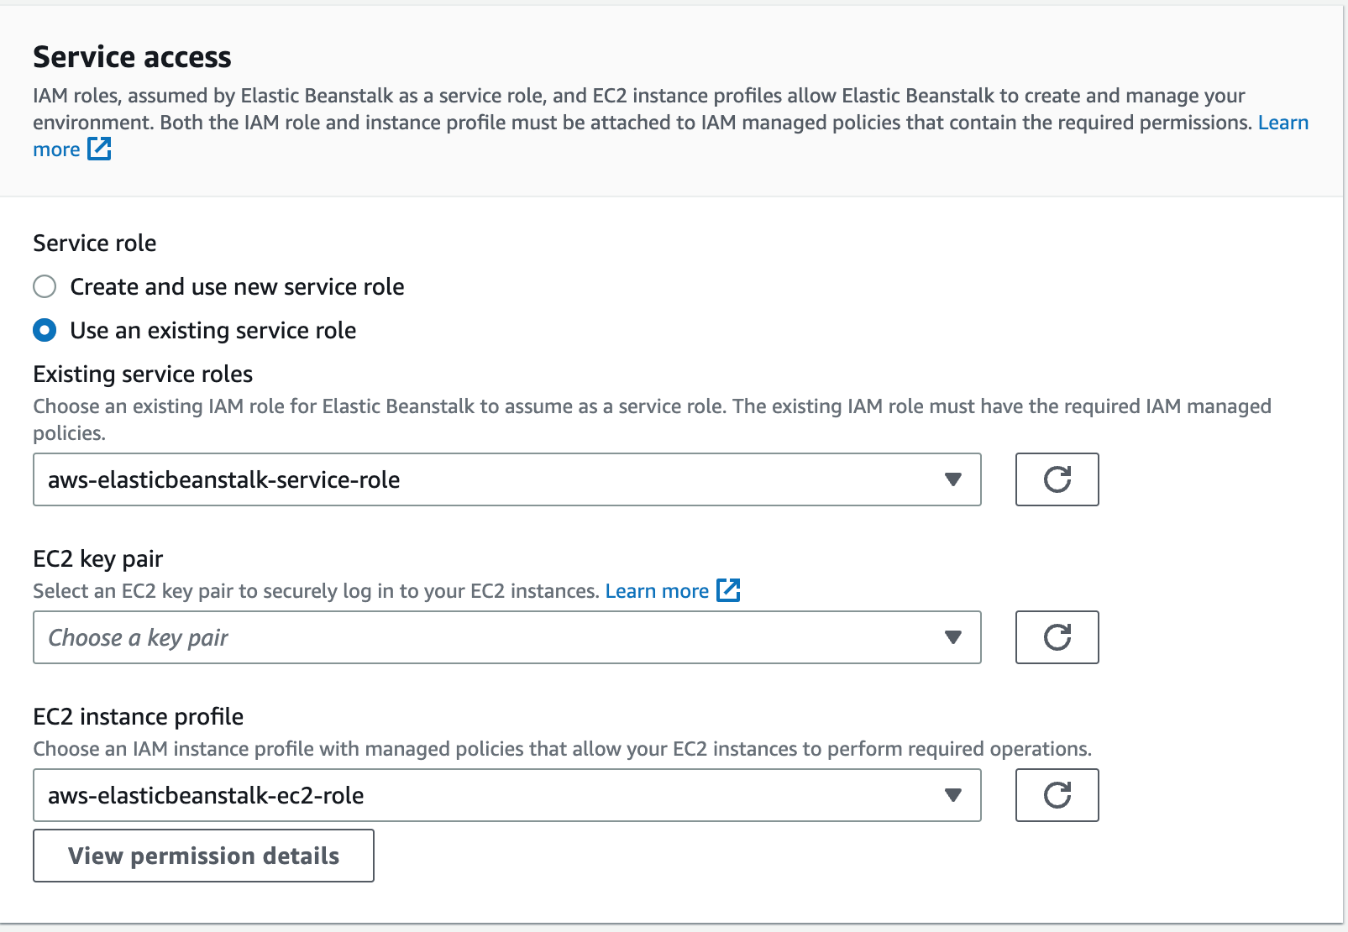 Service access
IAM roles, assumed by Elastic Beanstalk as a service role, and EC2 instance profiles allow Elastic Beanstalk to create and manage your
environment. Both the IAM role and instance profile must be attached to IAM managed policies that contain the required permissions. Learn
more
Service role
Create and use new service role
Use an existing service role
Existing service roles
Choose an existing IAM role for Elastic Beanstalk to assume as a service role. The existing IAM role must have the required IAM managed
policies.
aws-elasticbeanstalk-service-role
EC2 key pair
Select an EC2 key pair to securely log in to your EC2 instances. Learn more
Choose a key pair
EC2 instance profile
Choose an IAM instance profile with managed policies that allow your EC2 instances to perform required operations.
aws-elasticbeanstalk-ec2-role
View permission details